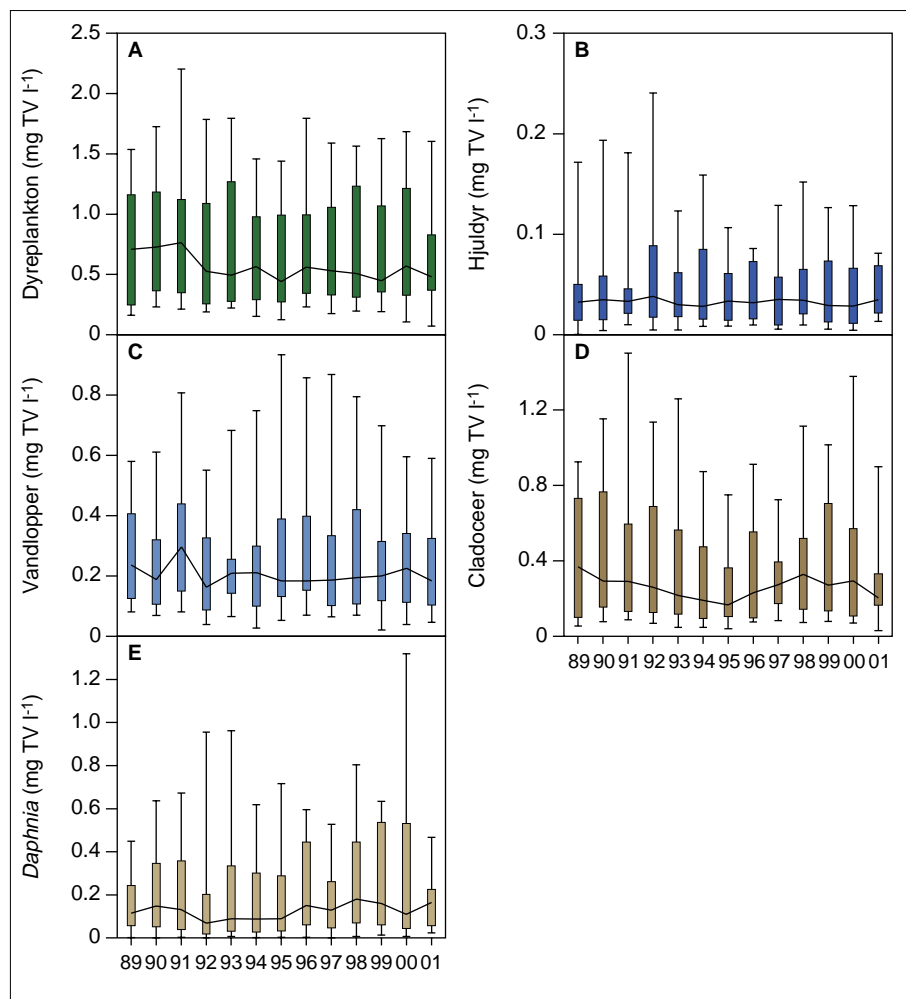 A
Dyreplankton (mg TV l-1)
2.5
2.0
1.5
1.0
0.5
0
B
Hjuldyr (mg TV l-1)
0.3
0.2
0.1
0
C
Vandlopper (mg TV l-1)
0.8
0.6
0.4
0.2
0
D
Cladoceer (mg TV l-1)
1.2
0.8
0.4
0
89 90 91 92 93 94 95 96 97 98 99 00 01
E
Daphnia (mg TV l-1)
1.2
1.0
0.8
0.6
0.4
0.2
0
89 90 91 92 93 94 95 96 97 98 99 00 01